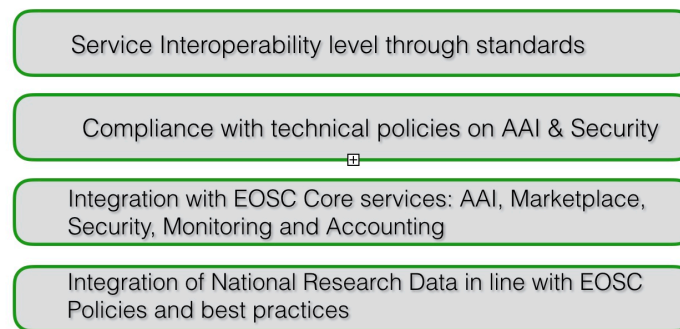 Service Interoperability level through standards
Compliance with technical policies on AAI & Security
Integration with EOSC Core services: AAI, Marketplace,
Security, Monitoring and Accounting
Integration of National Research Data in line with EOSC
Policies and best practices